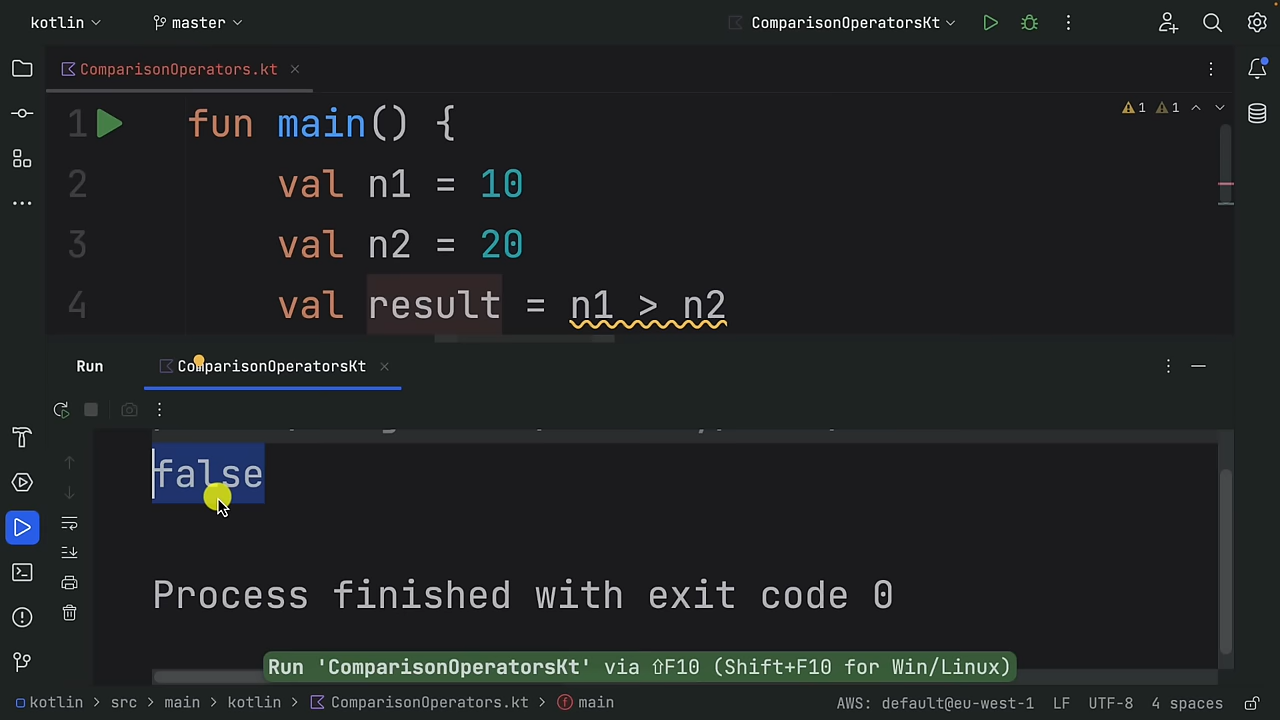 kotlin
master
ComparisonOperatorsKt
ComparisonOperators.kt
1 fun main() {
1 1
2 val n1 = 10
3 val n2 = 20
4 val result = n1 > n2
Run
ComparisonOperatorsKt
false
Process finished with exit code 0
Run 'ComparisonOperatorsKt' via ⇧F10 (Shift+F10 for Win/Linux)
kotlin > src > main > kotlin > ComparisonOperators.kt > main
AWS: default@eu-west-1 LF UTF-8 4 spaces